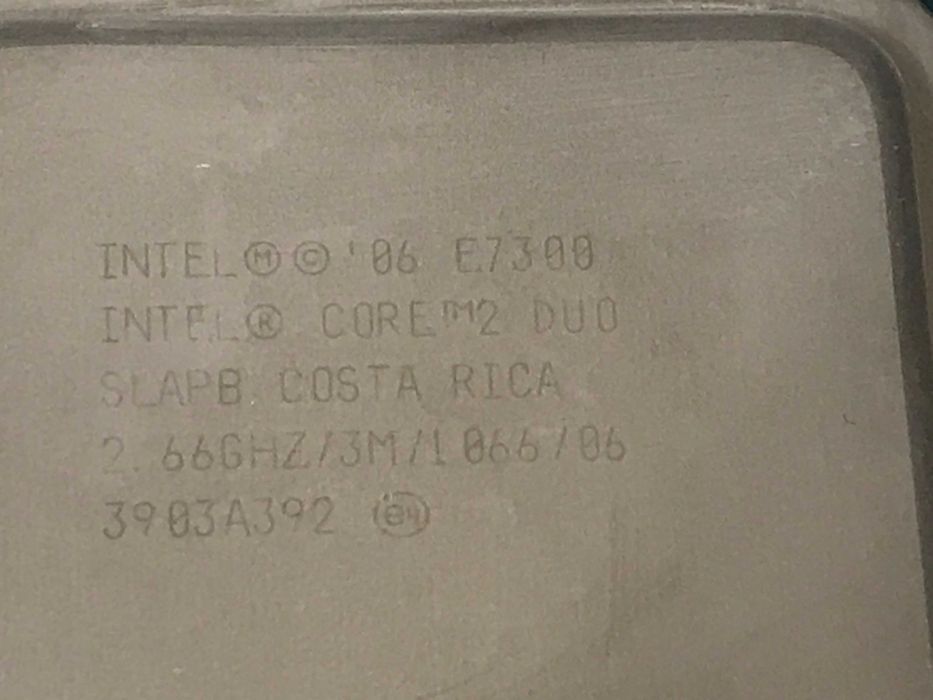 INTEL Ⓜ © '06 E7300
INTEL® CORE™2 DUO
SLAPB COSTA RICA
2.66GHZ/3M/1066/06
3903A392 e4